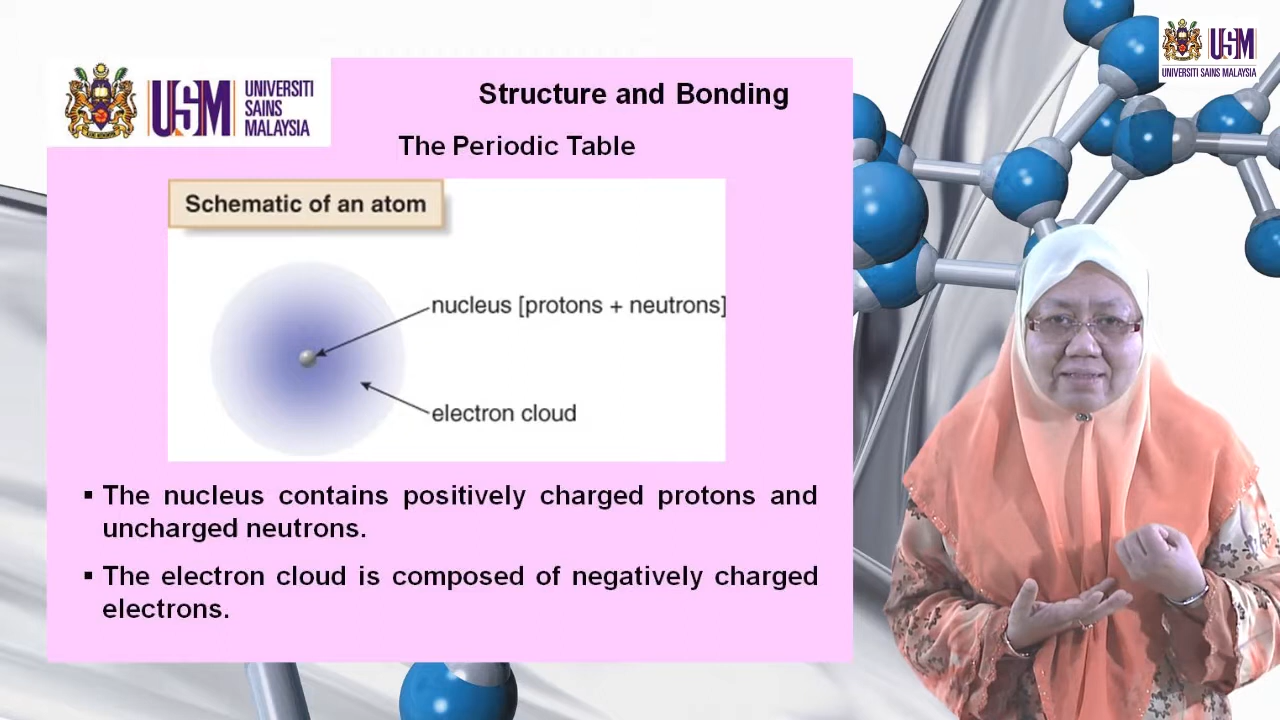 USM
UNIVERSITI
SAINS
MALAYSIA
Structure and Bonding
The Periodic Table
Schematic of an atom
nucleus [protons + neutrons]
electron cloud
▪ The nucleus contains positively charged protons and
uncharged neutrons.
▪ The electron cloud is composed of negatively charged
electrons.
USM
UNIVERSITI SAINS MALAYSIA